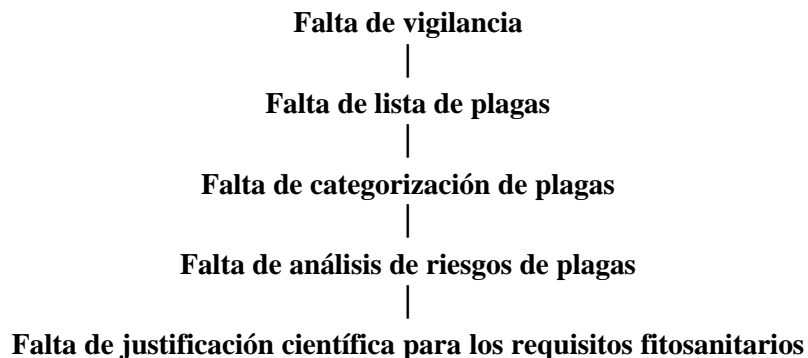 Falta de vigilancia
Falta de lista de plagas
Falta de categorización de plagas
Falta de análisis de riesgos de plagas
Falta de justificación científica para los requisitos fitosanitarios